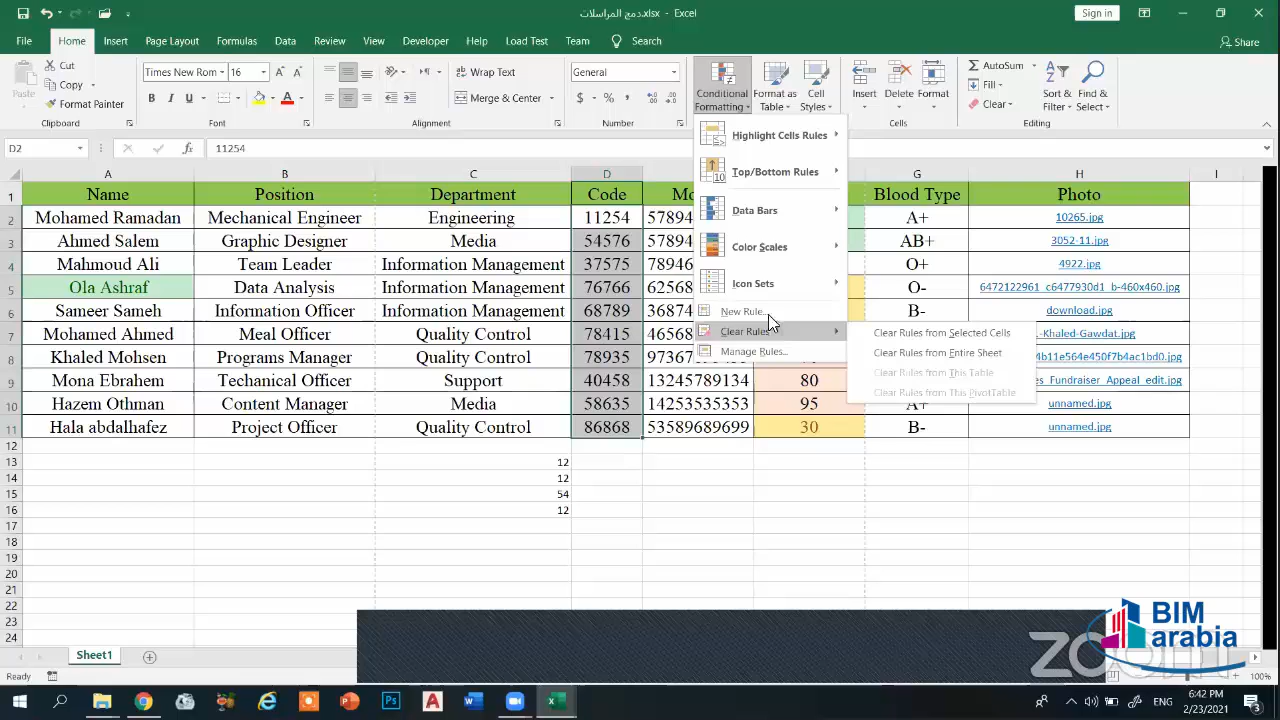 دمج المراسلات.xlsx - Excel
Sign in
File Home Insert Draw Page Layout Formulas Data Review View Developer Help Load Test Team Search Share
Cut
Copy
Format Painter
Paste
Clipboard
Times New Rom 16
Font
Wrap Text
Merge & Center
Alignment
General
Number
Conditional Formatting
Format as Table
Cell Styles
Insert Delete Format
Cells
AutoSum
Fill
Clear
Sort & Filter
Find & Select
Editing
D2 fx 11254
A B C D G H I
1 Name Position Department Code Mo Blood Type Photo
2 Mohamed Ramadan Mechanical Engineer Engineering 11254 57894 A+ 10265.jpg
3 Ahmed Salem Graphic Designer Media 54576 57894 AB+ 3052-11.jpg
4 Mahmoud Ali Team Leader Information Management 37575 78946 O+ 4922.jpg
5 Ola Ashraf Data Analysis Information Management 76766 62568 O- 6472122961_c6477930d1_b-460x460.jpg
6 Sameer Sameh Information Officer Information Management 68789 36874 B- download.jpg
7 Mohamed Ahmed Meal Officer Quality Control 78415 46568 -Khaled-Gawdat.jpg
8 Khaled Mohsen Programs Manager Quality Control 78935 97367 4b11e564e450f7b4ac1bd0.jpg
9 Mona Ebrahem Techanical Officer Support 40458 13245789134 80 es_Fundraiser_Appeal_edit.jpg
10 Hazem Othman Content Manager Media 58635 14253535353 95 A+ unnamed.jpg
11 Hala abdalhafez Project Officer Quality Control 86868 53589689699 30 B- unnamed.jpg
12
13 12
14 12
15 54
16 12
17
18
19
20
21
22
23
24
Highlight Cells Rules
Top/Bottom Rules
Data Bars
Color Scales
Icon Sets
New Rule...
Clear Rules
Manage Rules...
Clear Rules from Selected Cells
Clear Rules from Entire Sheet
Clear Rules from This Table
Clear Rules from This PivotTable
BIM
arabia
zoom
Sheet1
Ready
100%
ENG
6:42 PM
2/23/2021